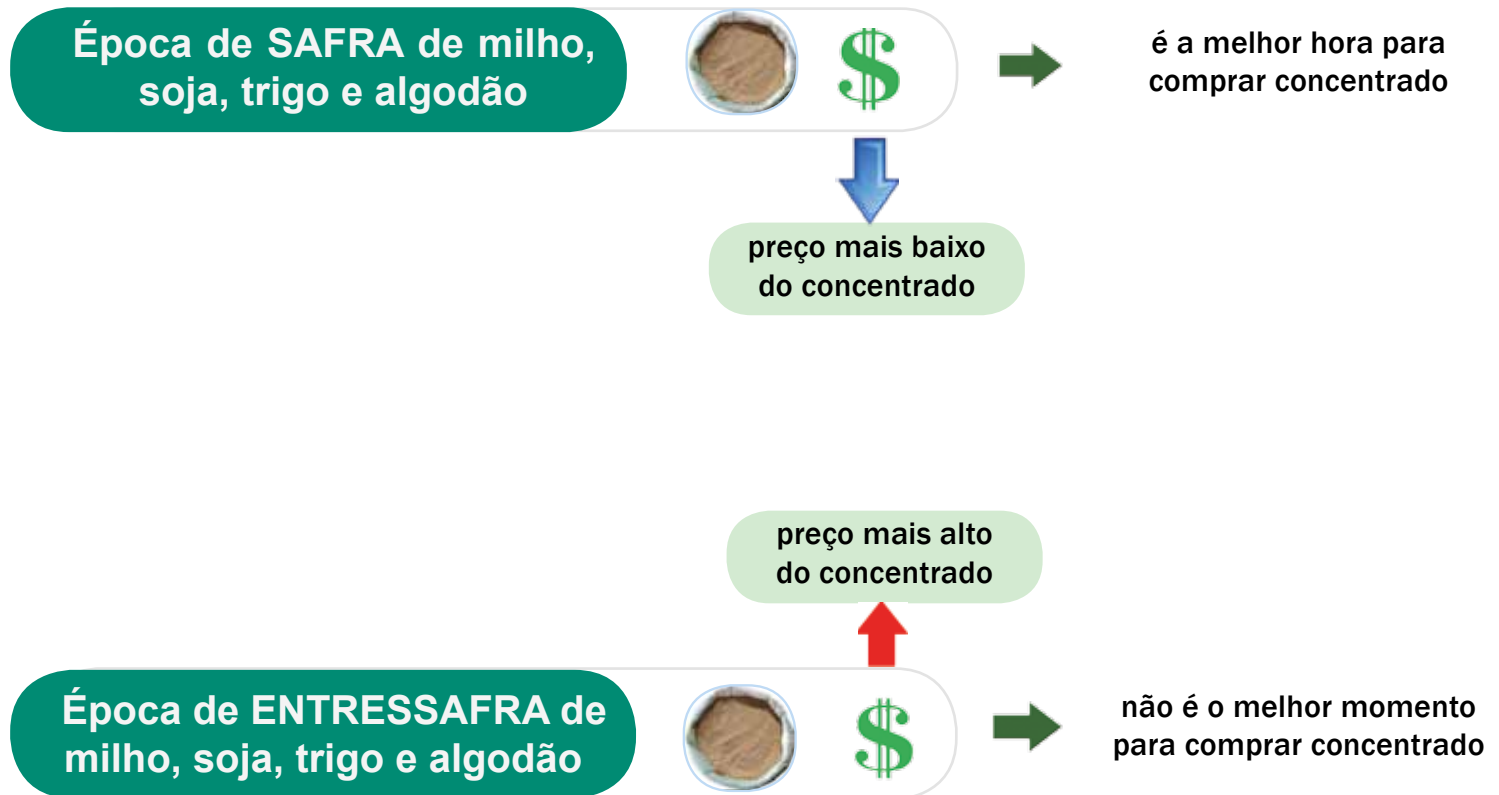 Época de SAFRA de milho,
soja, trigo e algodão
$
é a melhor hora para
comprar concentrado
preço mais baixo
do concentrado
preço mais alto
do concentrado
Época de ENTRESSAFRA de
milho, soja, trigo e algodão
$
não é o melhor momento
para comprar concentrado